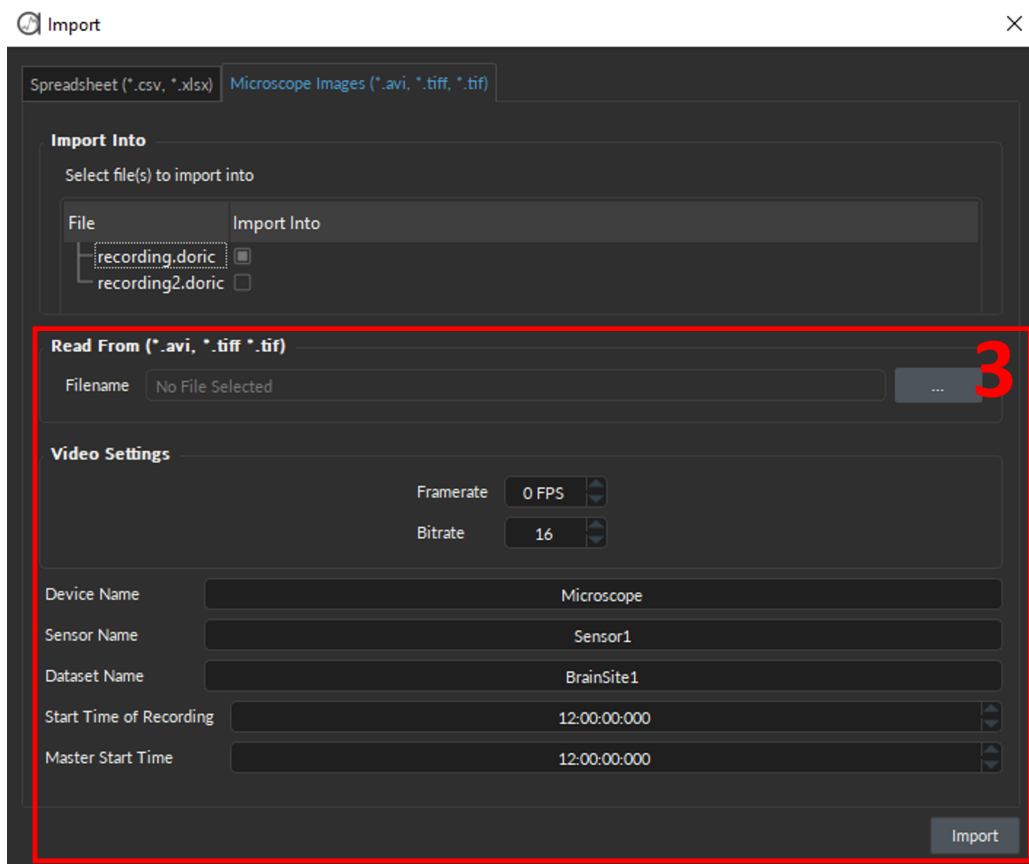 Import
Spreadsheet (*.csv, *.xlsx) Microscope Images (*.avi, *.tiff, *.tif)
Import Into
Select file(s) to import into
File Import Into
recording.doric
recording2.doric
Read From (*.avi, *.tiff *.tif)
3
Filename No File Selected ...
Video Settings
Framerate 0 FPS
Bitrate 16
Device Name Microscope
Sensor Name Sensor1
Dataset Name BrainSite1
Start Time of Recording 12:00:00:000
Master Start Time 12:00:00:000
Import